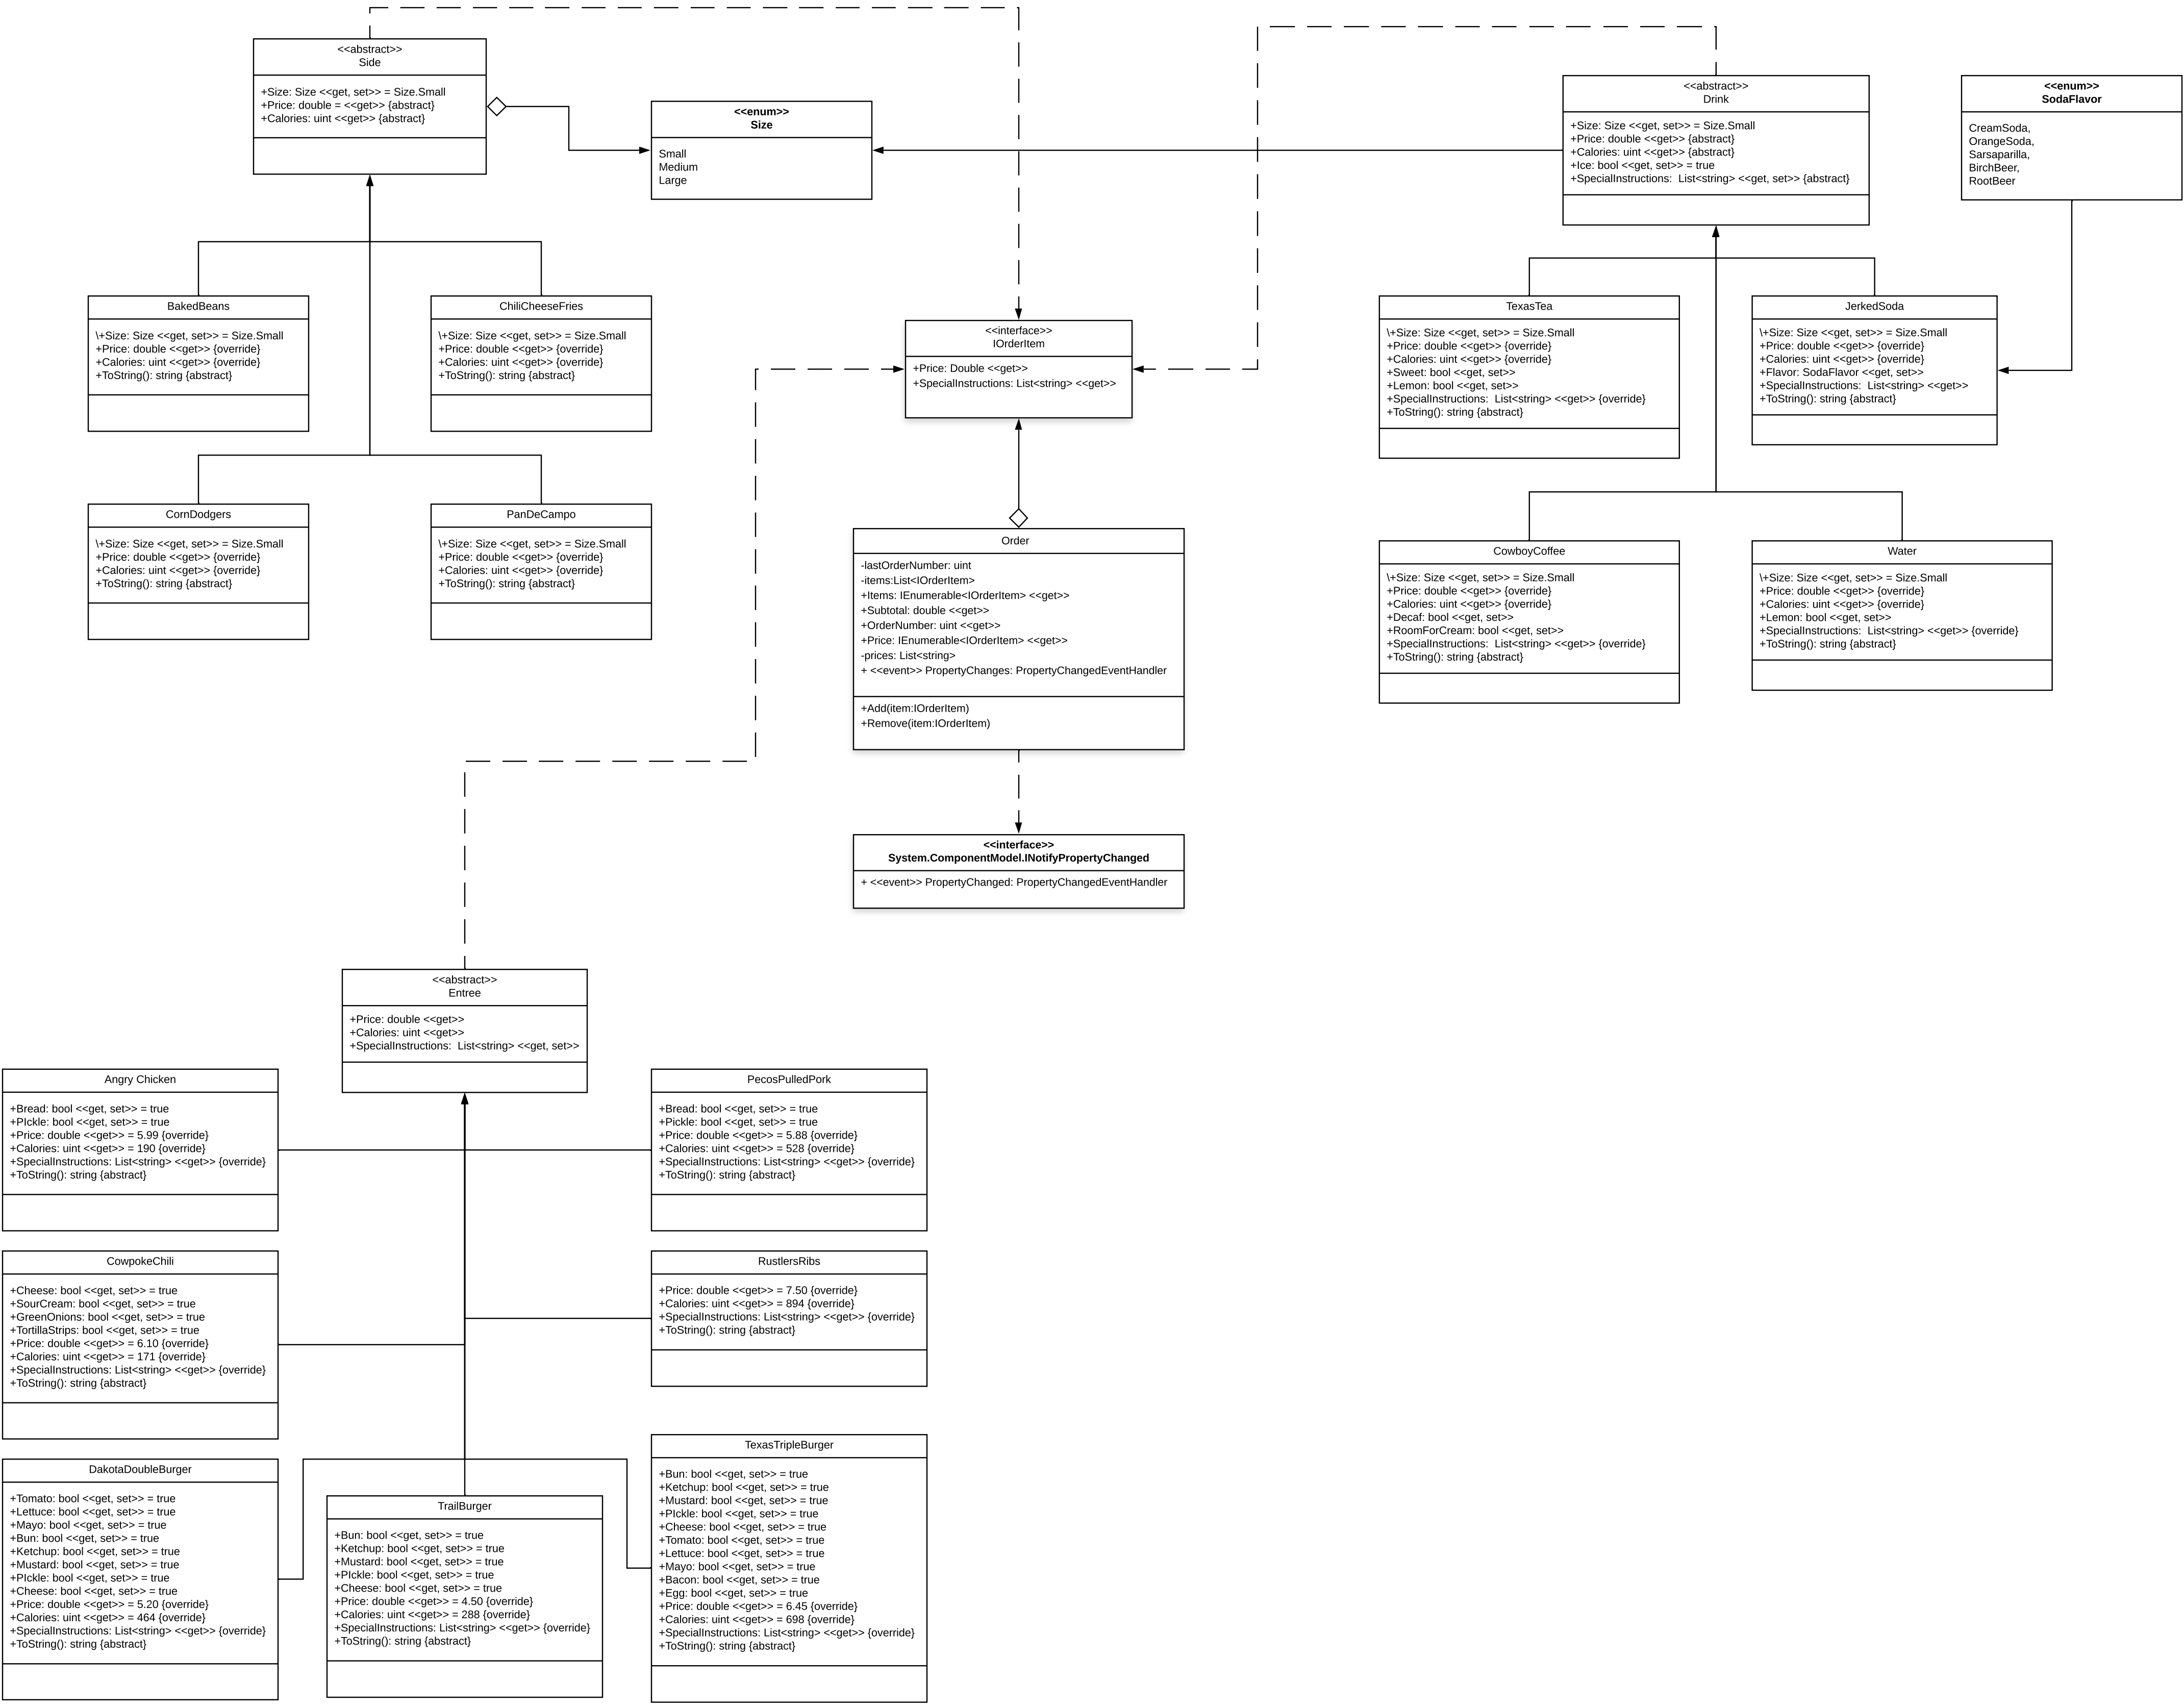 <<abstract>>
Side
+Size: Size <<get, set>> = Size.Small
+Price: double = <<get>> {abstract}
+Calories: uint <<get>> {abstract}
<<enum>>
Size
Small
Medium
Large
<<abstract>>
Drink
+Size: Size <<get, set>> = Size.Small
+Price: double <<get>> {abstract}
+Calories: uint <<get>> {abstract}
+Ice: bool <<get, set>> = true
+SpecialInstructions:  List<string> <<get, set>> {abstract}
<<enum>>
SodaFlavor
CreamSoda,
OrangeSoda,
Sarsaparilla,
BirchBeer,
RootBeer
BakedBeans
\+Size: Size <<get, set>> = Size.Small
+Price: double <<get>> {override}
+Calories: uint <<get>> {override}
+ToString(): string {abstract}
ChiliCheeseFries
\+Size: Size <<get, set>> = Size.Small
+Price: double <<get>> {override}
+Calories: uint <<get>> {override}
+ToString(): string {abstract}
<<interface>>
IOrderItem
+Price: Double <<get>>
+SpecialInstructions: List<string> <<get>>
TexasTea
\+Size: Size <<get, set>> = Size.Small
+Price: double <<get>> {override}
+Calories: uint <<get>> {override}
+Sweet: bool <<get, set>>
+Lemon: bool <<get, set>>
+SpecialInstructions:  List<string> <<get>> {override}
+ToString(): string {abstract}
JerkedSoda
\+Size: Size <<get, set>> = Size.Small
+Price: double <<get>> {override}
+Calories: uint <<get>> {override}
+Flavor: SodaFlavor <<get, set>>
+SpecialInstructions:  List<string> <<get>>
+ToString(): string {abstract}
CornDodgers
\+Size: Size <<get, set>> = Size.Small
+Price: double <<get>> {override}
+Calories: uint <<get>> {override}
+ToString(): string {abstract}
PanDeCampo
\+Size: Size <<get, set>> = Size.Small
+Price: double <<get>> {override}
+Calories: uint <<get>> {override}
+ToString(): string {abstract}
Order
-lastOrderNumber: uint
-items:List<IOrderItem>
+Items: IEnumerable<IOrderItem> <<get>>
+Subtotal: double <<get>>
+OrderNumber: uint <<get>>
+Price: IEnumerable<IOrderItem> <<get>>
-prices: List<string>
+ <<event>> PropertyChanges: PropertyChangedEventHandler
+Add(item:IOrderItem)
+Remove(item:IOrderItem)
CowboyCoffee
\+Size: Size <<get, set>> = Size.Small
+Price: double <<get>> {override}
+Calories: uint <<get>> {override}
+Decaf: bool <<get, set>>
+RoomForCream: bool <<get, set>>
+SpecialInstructions:  List<string> <<get>> {override}
+ToString(): string {abstract}
Water
\+Size: Size <<get, set>> = Size.Small
+Price: double <<get>> {override}
+Calories: uint <<get>> {override}
+Lemon: bool <<get, set>>
+SpecialInstructions:  List<string> <<get>> {override}
+ToString(): string {abstract}
<<interface>>
System.ComponentModel.INotifyPropertyChanged
+ <<event>> PropertyChanged: PropertyChangedEventHandler
<<abstract>>
Entree
+Price: double <<get>>
+Calories: uint <<get>>
+SpecialInstructions:  List<string> <<get, set>>
Angry Chicken
+Bread: bool <<get, set>> = true
+PIckle: bool <<get, set>> = true
+Price: double <<get>> = 5.99 {override}
+Calories: uint <<get>> = 190 {override}
+SpecialInstructions: List<string> <<get>> {override}
+ToString(): string {abstract}
PecosPulledPork
+Bread: bool <<get, set>> = true
+Pickle: bool <<get, set>> = true
+Price: double <<get>> = 5.88 {override}
+Calories: uint <<get>> = 528 {override}
+SpecialInstructions: List<string> <<get>> {override}
+ToString(): string {abstract}
CowpokeChili
+Cheese: bool <<get, set>> = true
+SourCream: bool <<get, set>> = true
+GreenOnions: bool <<get, set>> = true
+TortillaStrips: bool <<get, set>> = true
+Price: double <<get>> = 6.10 {override}
+Calories: uint <<get>> = 171 {override}
+SpecialInstructions: List<string> <<get>> {override}
+ToString(): string {abstract}
RustlersRibs
+Price: double <<get>> = 7.50 {override}
+Calories: uint <<get>> = 894 {override}
+SpecialInstructions: List<string> <<get>> {override}
+ToString(): string {abstract}
DakotaDoubleBurger
+Tomato: bool <<get, set>> = true
+Lettuce: bool <<get, set>> = true
+Mayo: bool <<get, set>> = true
+Bun: bool <<get, set>> = true
+Ketchup: bool <<get, set>> = true
+Mustard: bool <<get, set>> = true
+PIckle: bool <<get, set>> = true
+Cheese: bool <<get, set>> = true
+Price: double <<get>> = 5.20 {override}
+Calories: uint <<get>> = 464 {override}
+SpecialInstructions: List<string> <<get>> {override}
+ToString(): string {abstract}
TrailBurger
+Bun: bool <<get, set>> = true
+Ketchup: bool <<get, set>> = true
+Mustard: bool <<get, set>> = true
+PIckle: bool <<get, set>> = true
+Cheese: bool <<get, set>> = true
+Price: double <<get>> = 4.50 {override}
+Calories: uint <<get>> = 288 {override}
+SpecialInstructions: List<string> <<get>> {override}
+ToString(): string {abstract}
TexasTripleBurger
+Bun: bool <<get, set>> = true
+Ketchup: bool <<get, set>> = true
+Mustard: bool <<get, set>> = true
+PIckle: bool <<get, set>> = true
+Cheese: bool <<get, set>> = true
+Tomato: bool <<get, set>> = true
+Lettuce: bool <<get, set>> = true
+Mayo: bool <<get, set>> = true
+Bacon: bool <<get, set>> = true
+Egg: bool <<get, set>> = true
+Price: double <<get>> = 6.45 {override}
+Calories: uint <<get>> = 698 {override}
+SpecialInstructions: List<string> <<get>> {override}
+ToString(): string {abstract}